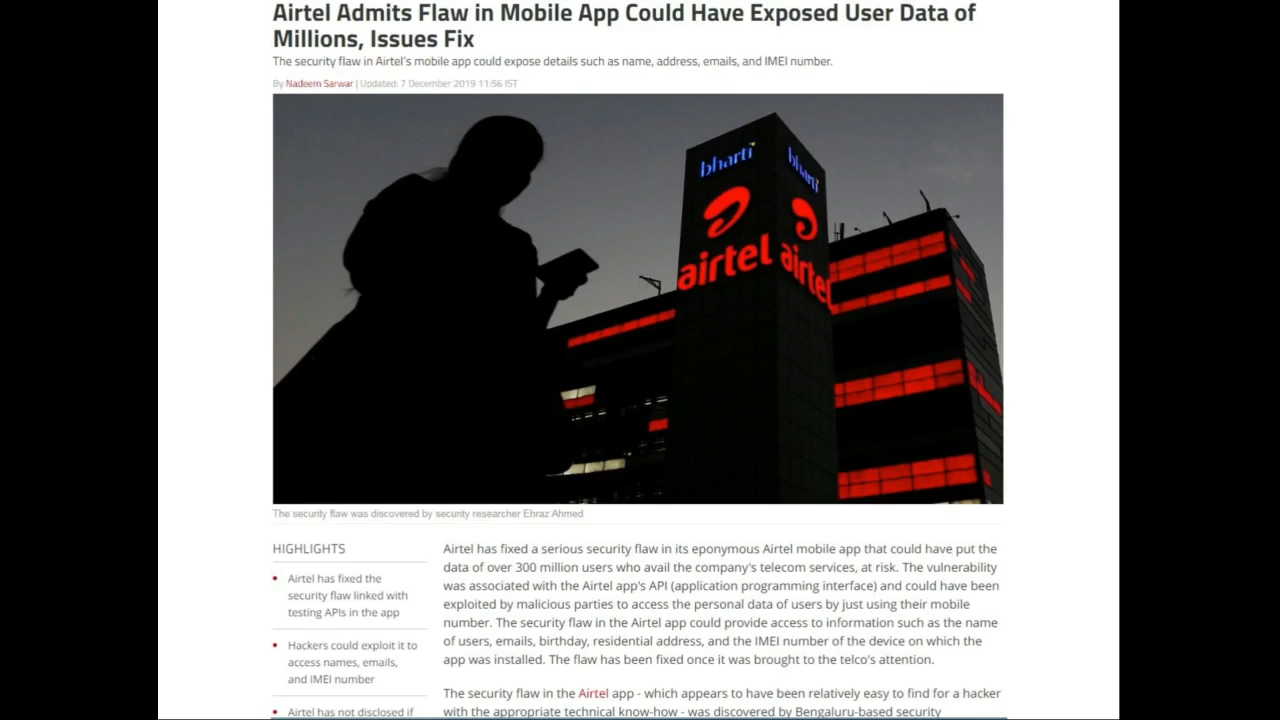 Airtel Admits Flaw in Mobile App Could Have Exposed User Data of
Millions, Issues Fix
The security flaw in Airtel's mobile app could expose details such as name, address, emails, and IMEI number.
By Nadeem Sarwar | Updated: 7 December 2019 11:56 IST
bharti
bharti
airtel
airtel
The security flaw was discovered by security researcher Ehraz Ahmed
HIGHLIGHTS
Airtel has fixed the
security flaw linked with
testing APIs in the app
Hackers could exploit it to
access names, emails,
and IMEI number
Airtel has not disclosed if
Airtel has fixed a serious security flaw in its eponymous Airtel mobile app that could have put the
data of over 300 million users who avail the company's telecom services, at risk. The vulnerability
was associated with the Airtel app's API (application programming interface) and could have been
exploited by malicious parties to access the personal data of users by just using their mobile
number. The security flaw in the Airtel app could provide access to information such as the name
of users, emails, birthday, residential address, and the IMEI number of the device on which the
app was installed. The flaw has been fixed once it was brought to the telco's attention.
The security flaw in the Airtel app - which appears to have been relatively easy to find for a hacker
with the appropriate technical know-how - was discovered by Bengaluru-based security